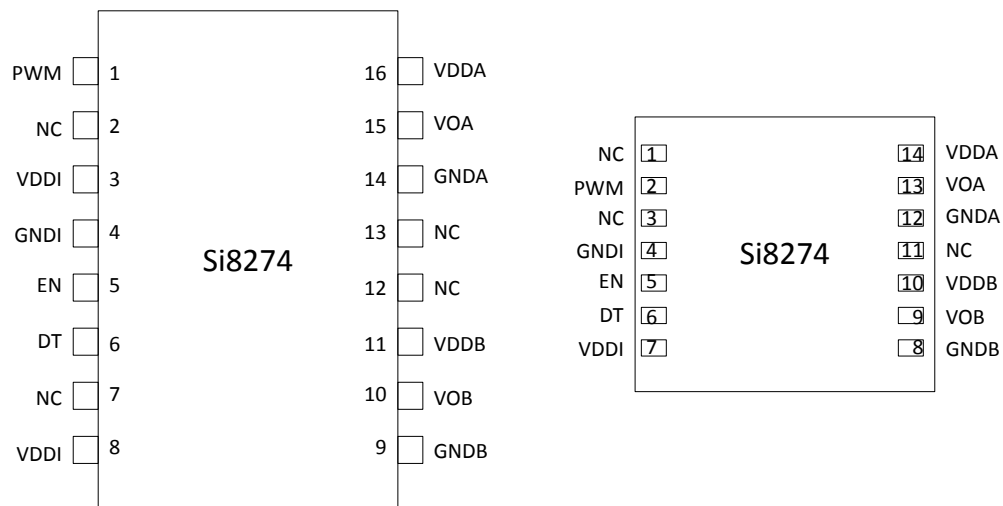 PWM 1 16 VDDA
NC 2 15 VOA
VDDI 3 14 GNDA
GNDI 4 13 NC
Si8274
EN 5 12 NC
DT 6 11 VDDB
NC 7 10 VOB
VDDI 8 9 GNDB
NC 1 14 VDDA
PWM 2 13 VOA
NC 3 12 GNDA
GNDI 4 Si8274 11 NC
EN 5 10 VDDB
DT 6 9 VOB
VDDI 7 8 GNDB